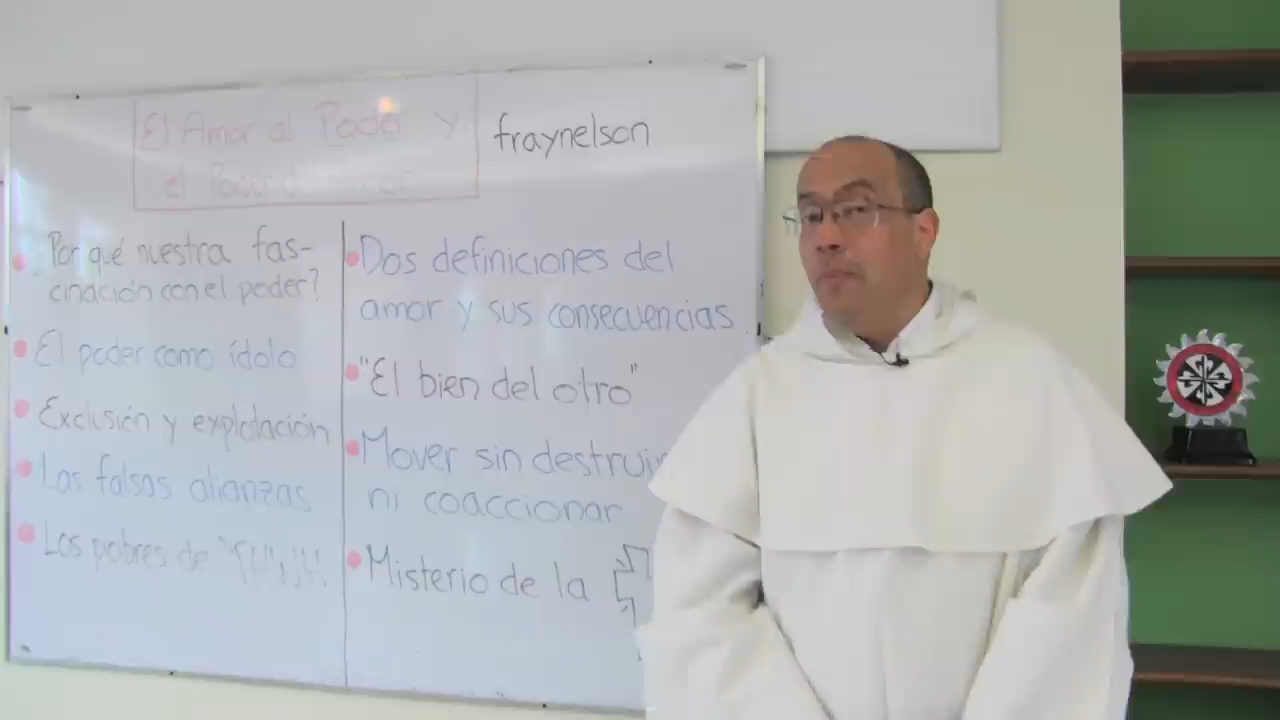 El Amor al Poder y
el Poder del Amor
fraynelson
Por qué nuestra fas-
cinación con el poder?
El poder como ídolo
Exclusión y explotación
Las falsas alianzas
Los pobres de
Dos definiciones del
amor y sus consecuencias
"El bien del otro"
Mover sin destruir
ni coaccionar
Misterio de la